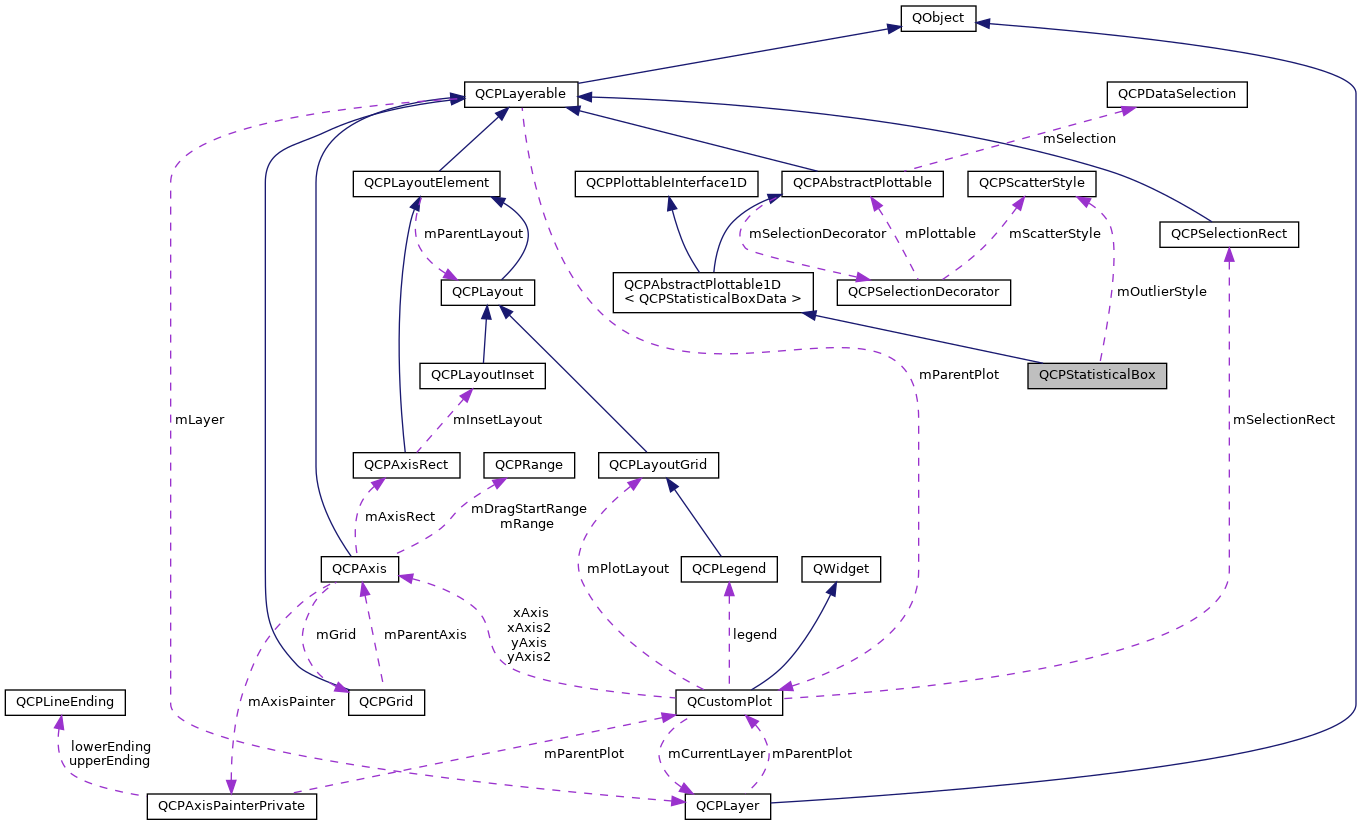 QObject
QCPLayerable
QCPDataSelection
mSelection
QCPLayoutElement
QCPPlottableInterface1D
QCPAbstractPlottable
QCPScatterStyle
QCPSelectionRect
mParentLayout
mSelectionDecorator
mPlottable
mScatterStyle
QCPLayout
QCPAbstractPlottable1D
< QCPStatisticalBoxData >
QCPSelectionDecorator
mOutlierStyle
QCPLayoutInset
mParentPlot
QCPStatisticalBox
mLayer
mInsetLayout
mSelectionRect
QCPAxisRect
QCPRange
QCPLayoutGrid
mAxisRect
mDragStartRange
mRange
QCPAxis
mPlotLayout
QCPLegend
QWidget
mGrid
mParentAxis
xAxis
xAxis2
yAxis
yAxis2
legend
QCPLineEnding
mAxisPainter
QCPGrid
QCustomPlot
lowerEnding
upperEnding
mParentPlot
mCurrentLayer
mParentPlot
QCPAxisPainterPrivate
QCPLayer